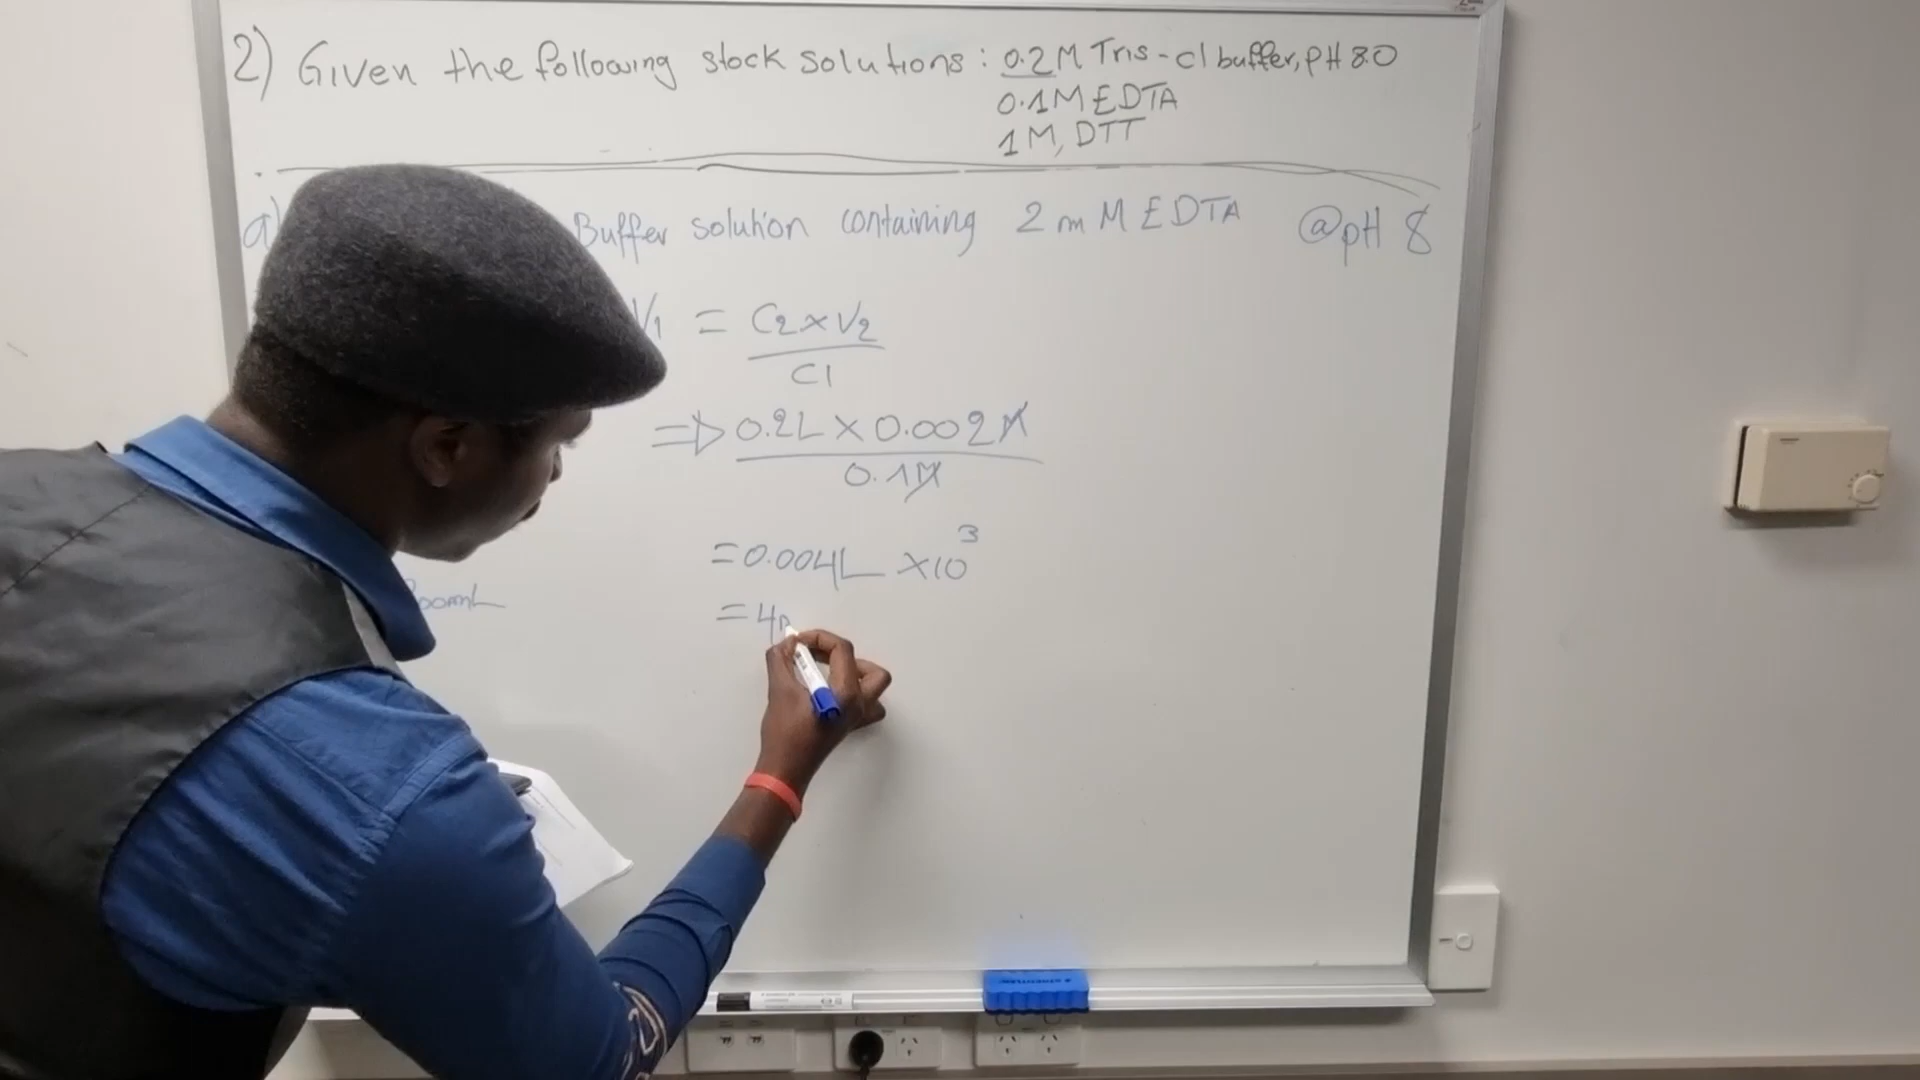 2) Given the following stock solutions: 0.2M Tris-cl buffer, pH 8.0
0.1M EDTA
1M, DTT
a) Buffer solution containing 2mM EDTA @pH 8
V1 = C2 x V2
C1
=> 0.2L x 0.002M
0.1M
= 0.004L x10³
= 4